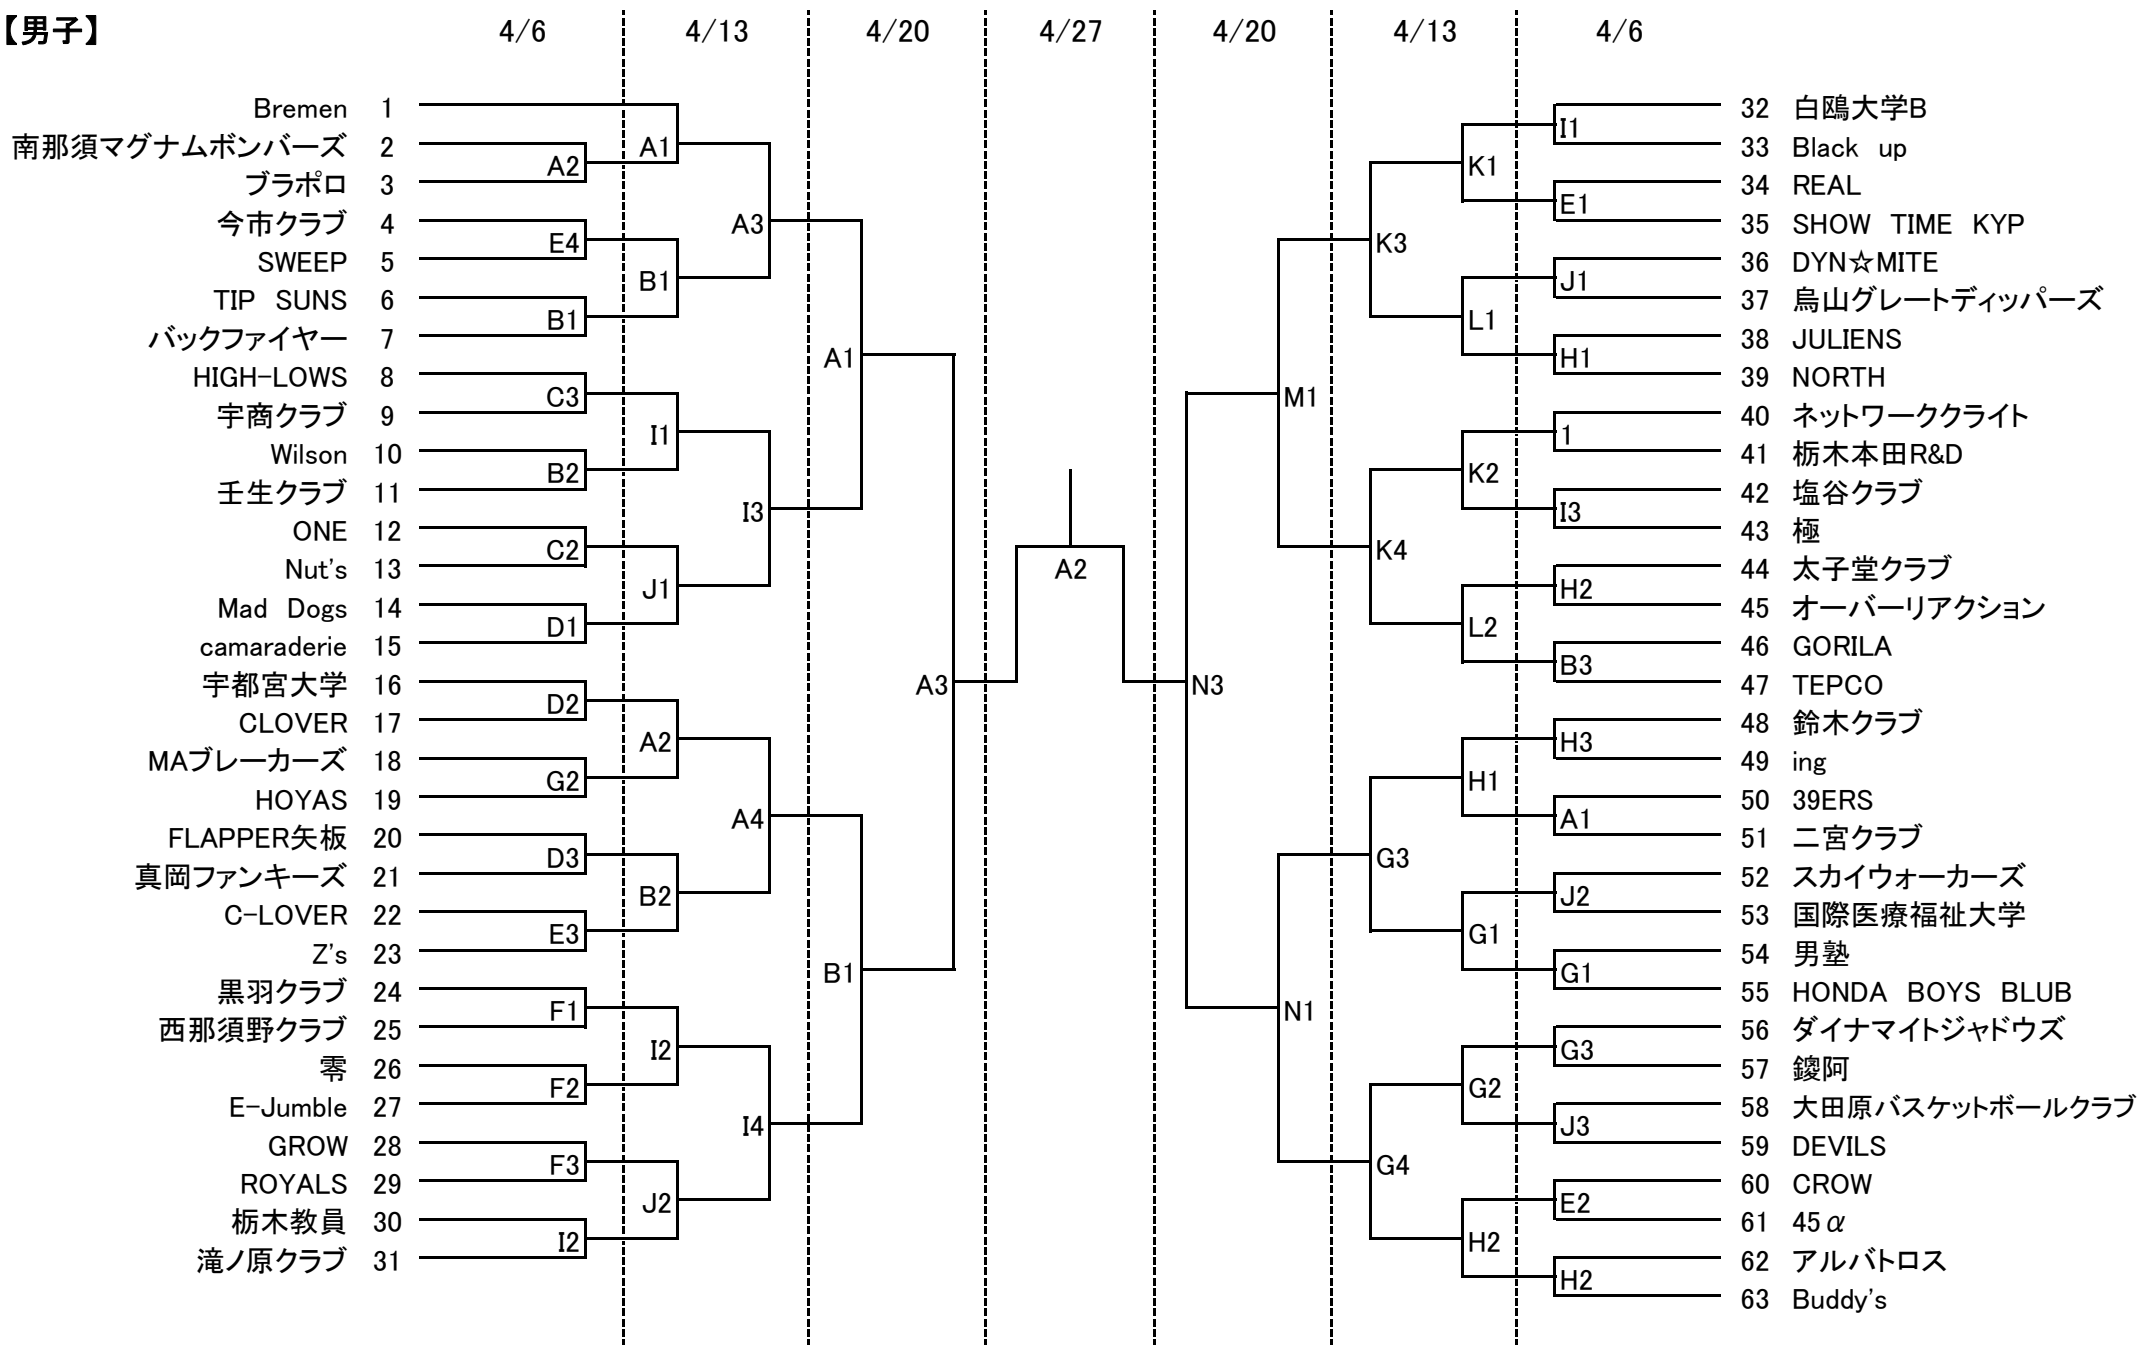 【男子】 4/6 4/13 4/20 4/27 4/20 4/13 4/6
Bremen 1
南那須マグナムボンバーズ 2
ブラポロ 3
今市クラブ 4
SWEEP 5
TIP SUNS 6
バックファイヤー 7
HIGH-LOWS 8
宇商クラブ 9
Wilson 10
壬生クラブ 11
ONE 12
Nut's 13
Mad Dogs 14
camaraderie 15
宇都宮大学 16
CLOVER 17
MAブレーカーズ 18
HOYAS 19
FLAPPER矢板 20
真岡ファンキーズ 21
C-LOVER 22
Z's 23
黒羽クラブ 24
西那須野クラブ 25
零 26
E-Jumble 27
GROW 28
ROYALS 29
栃木教員 30
滝ノ原クラブ 31
A2
E4
B1
C3
B2
C2
D1
D2
G2
D3
E3
F1
F2
F3
I2
A1
B1
I1
J1
A2
B2
I2
J2
A3
I3
A4
I4
A1
B1
A3
A2
N3
M1
N1
K3
K4
G3
G4
K1
L1
K2
L2
H1
G1
G2
H2
I1
E1
J1
H1
1
I3
H2
B3
H3
A1
J2
G1
G3
J3
E2
H2
32 白鴎大学B
33 Black up
34 REAL
35 SHOW TIME KYP
36 DYN☆MITE
37 烏山グレートディッパーズ
38 JULIENS
39 NORTH
40 ネットワーククライト
41 栃木本田R&D
42 塩谷クラブ
43 極
44 太子堂クラブ
45 オーバーリアクション
46 GORILA
47 TEPCO
48 鈴木クラブ
49 ing
50 39ERS
51 二宮クラブ
52 スカイウォーカーズ
53 国際医療福祉大学
54 男塾
55 HONDA BOYS BLUB
56 ダイナマイトジャドウズ
57 鑁阿
58 大田原バスケットボールクラブ
59 DEVILS
60 CROW
61 45α
62 アルバトロス
63 Buddy's